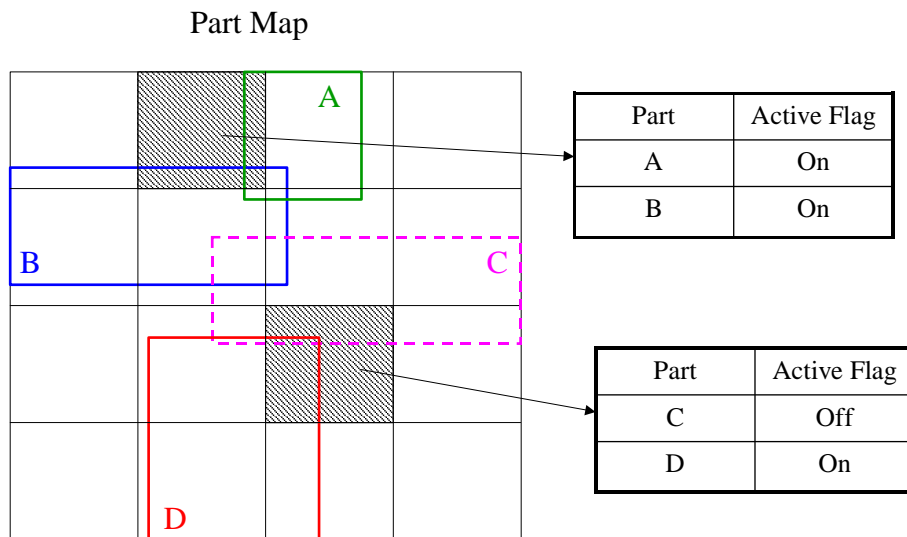 Part Map
A
B
C
D
Part Active Flag
A On
B On
Part Active Flag
C Off
D On